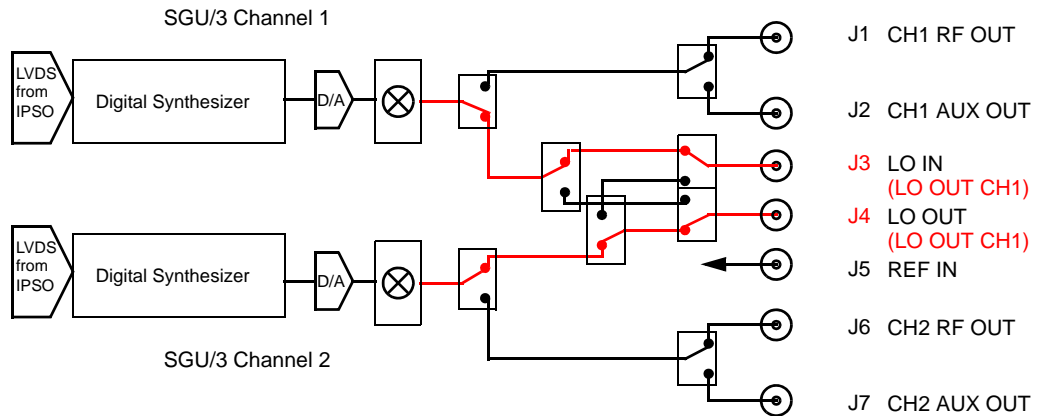 SGU/3 Channel 1
LVDS
from
IPSO
Digital Synthesizer
D/A
J1 CH1 RF OUT
J2 CH1 AUX OUT
J3 LO IN
(LO OUT CH1)
J4 LO OUT
(LO OUT CH1)
J5 REF IN
LVDS
from
IPSO
Digital Synthesizer
D/A
SGU/3 Channel 2
J6 CH2 RF OUT
J7 CH2 AUX OUT